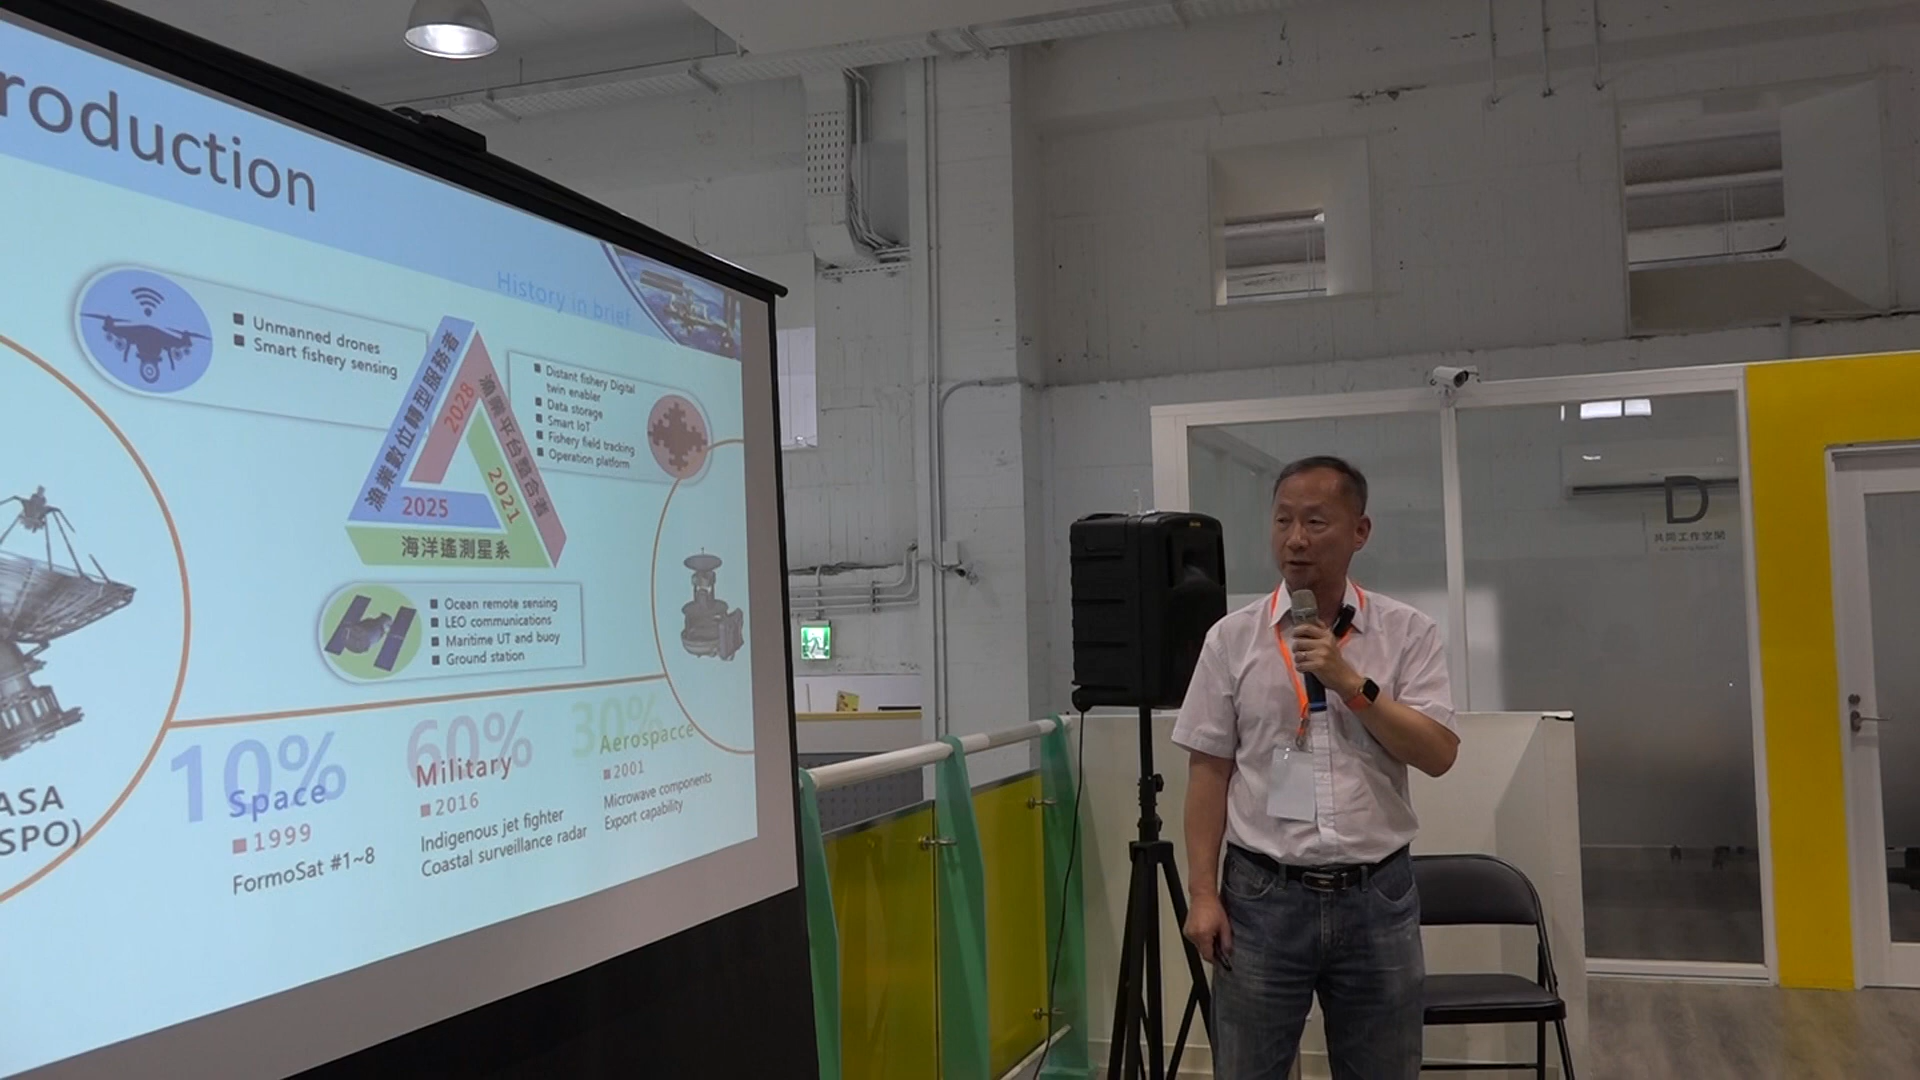 roduction
History in brief
Unmanned drones
Smart fishery sensing
漁業數位轉型服務者
2028
漁業平台整合者
2021
2025
海洋遙測星系
Distant fishery Digital
twin enabler
Data storage
Smart IoT
Fishery field tracking
Operation platform
Ocean remote sensing
LEO communications
Maritime UT and buoy
Ground station
ASA
SPO)
10%
Space
1999
FormoSat #1~8
60%
Military
2016
Indigenous jet fighter
Coastal surveillance radar
30%
Aerospacce
2001
Microwave components
Export capability
D
共同工作空間